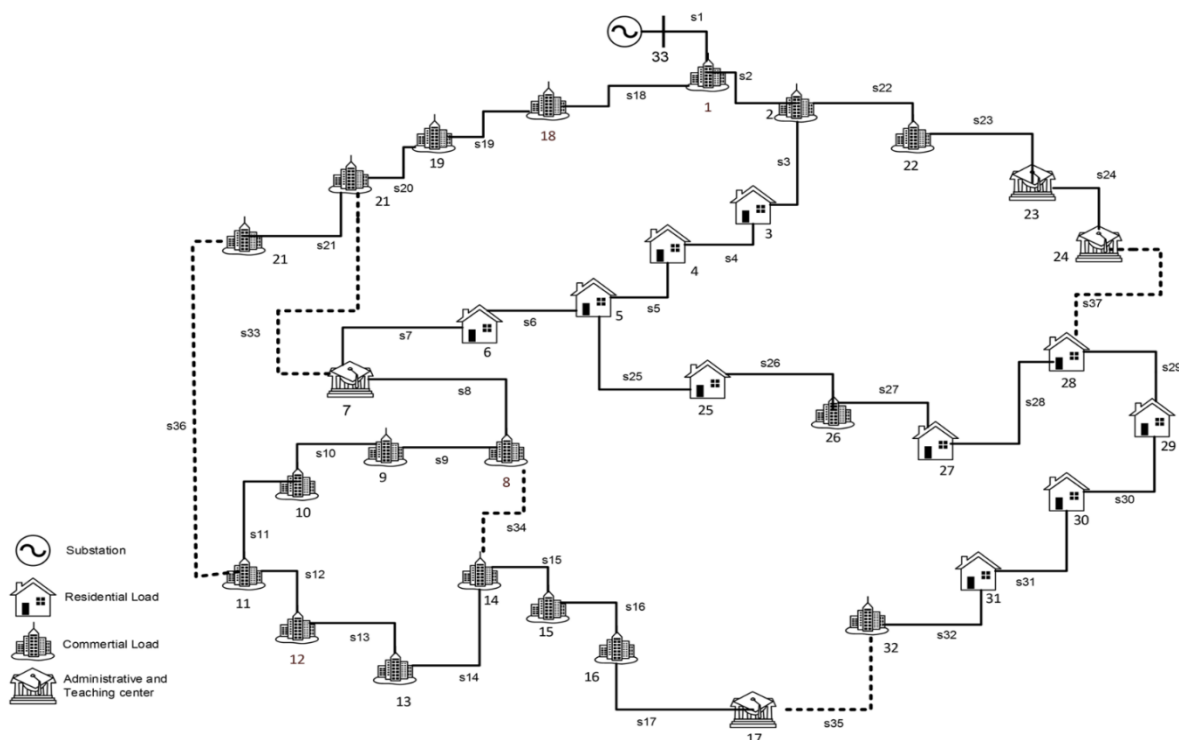 s1
33
s18
1
s2
2
s22
18
s19
19
s20
21
s3
22
s23
23
s24
24
21
s21
3
s4
4
s5
5
s37
s33
s6
6
s7
7
s8
s25
25
s26
26
s27
27
s28
28
s29
29
s36
s10
9
s9
8
10
s34
s30
30
s11
s15
s31
31
11
s12
14
15
s16
12
s13
13
s14
16
s17
17
s35
32
s32
Substation
Residential Load
Commertial Load
Administrative and
Teaching center